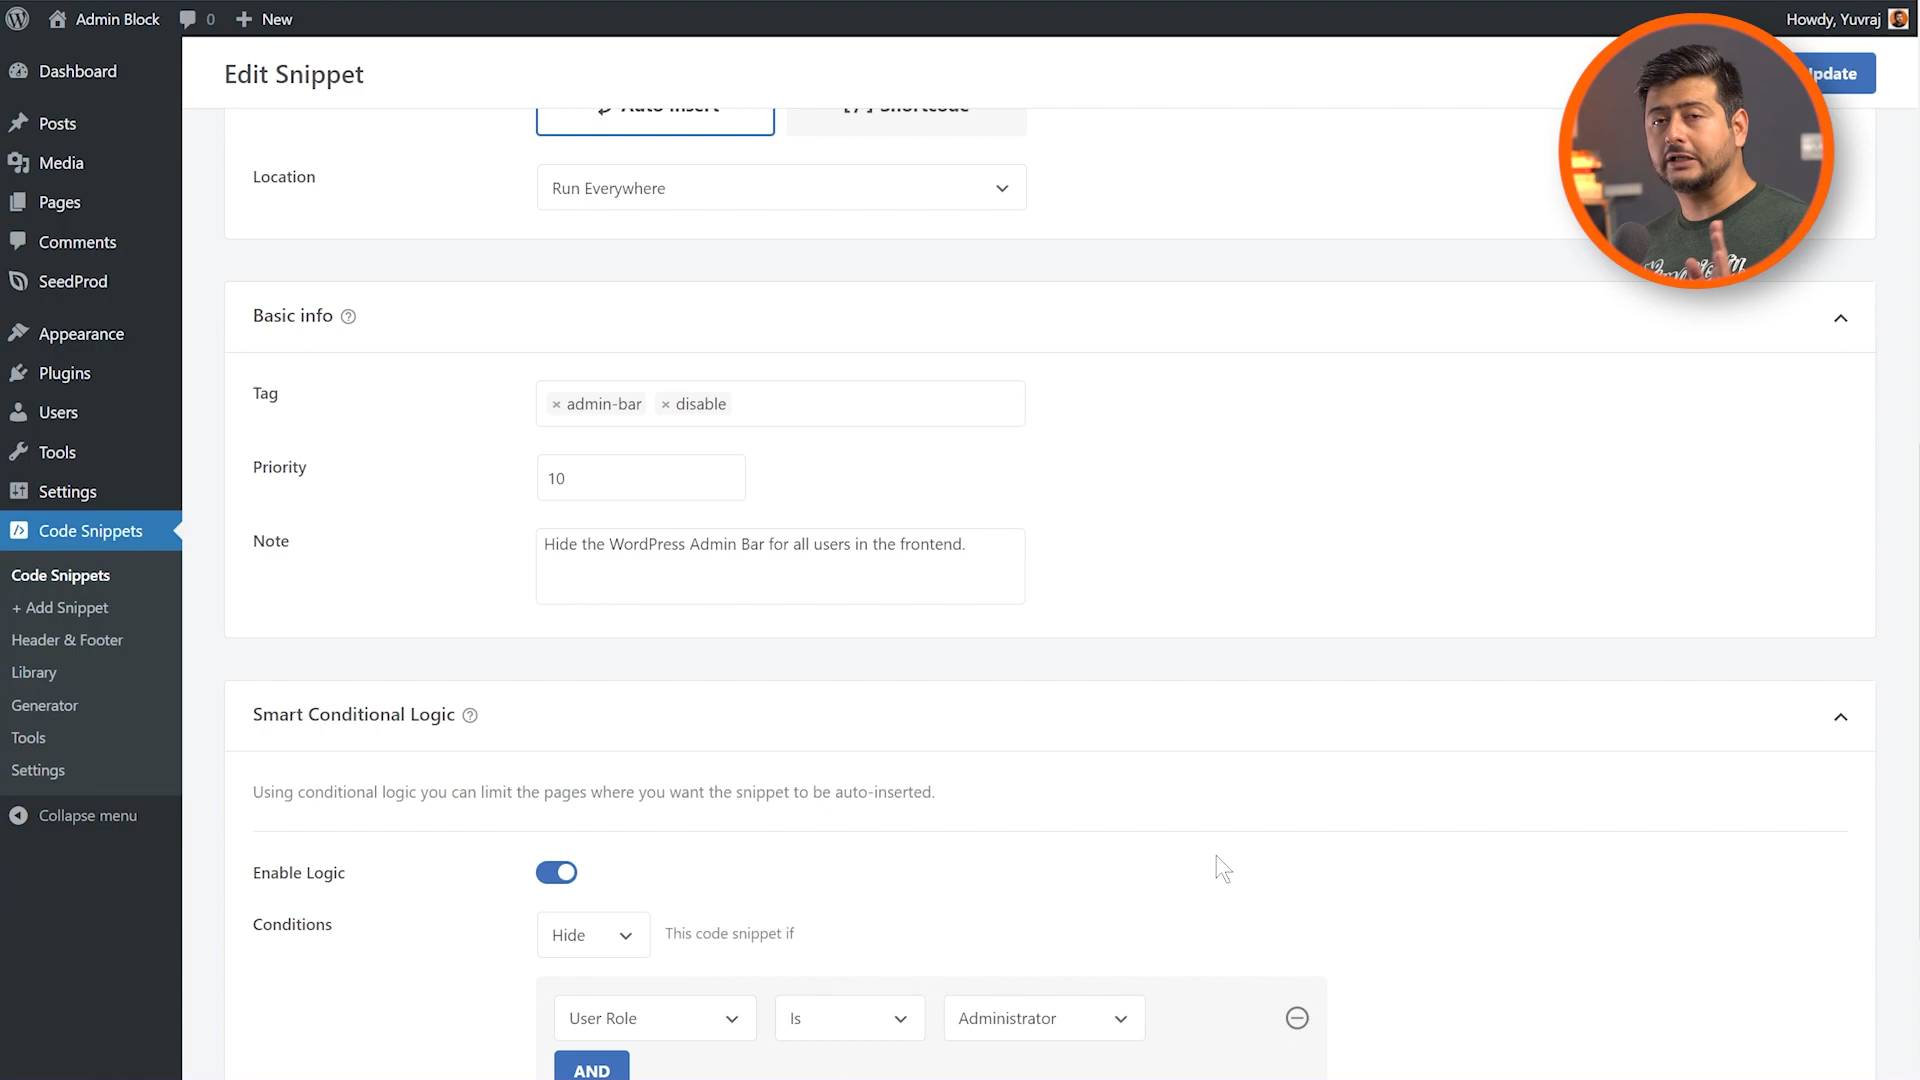 Admin Block
0
New
Howdy, Yuvraj
Edit Snippet
Update
Dashboard
Posts
Media
Pages
Comments
SeedProd
Appearance
Plugins
Users
Tools
Settings
Code Snippets
Code Snippets
+ Add Snippet
Header & Footer
Library
Generator
Tools
Settings
Collapse menu
Auto Insert
Shortcode
Location
Run Everywhere
Basic info
Tag
× admin-bar × disable
Priority
10
Note
Hide the WordPress Admin Bar for all users in the frontend.
Smart Conditional Logic
Using conditional logic you can limit the pages where you want the snippet to be auto-inserted.
Enable Logic
Conditions
Hide
This code snippet if
User Role
Is
Administrator
AND